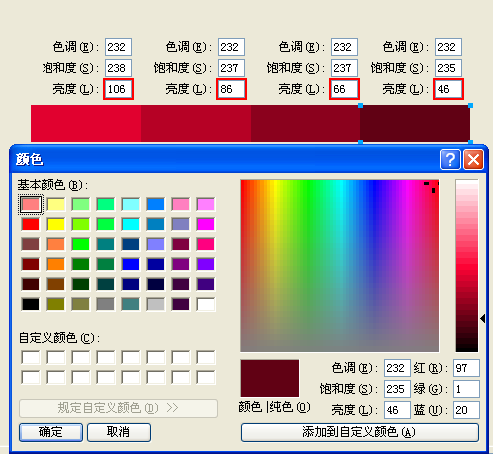 色调(E): 232 色调(E): 232 色调(E): 232 色调(E): 232
饱和度(S): 238 饱和度(S): 237 饱和度(S): 237 饱和度(S): 235
亮度(L): 106 亮度(L): 86 亮度(L): 66 亮度(L): 46
颜色
基本颜色(B):
自定义颜色(C):
规定自定义颜色(D) >>
确定 取消
颜色|纯色(O)
色调(E): 232 红(R): 97
饱和度(S): 235 绿(G): 1
亮度(L): 46 蓝(U): 20
添加到自定义颜色(A)